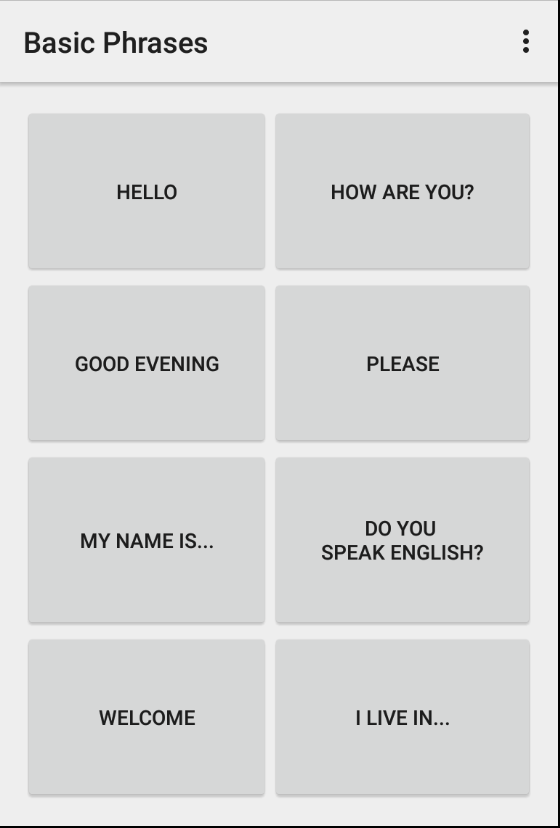 Basic Phrases
HELLO
HOW ARE YOU?
GOOD EVENING
PLEASE
MY NAME IS...
DO YOU
SPEAK ENGLISH?
WELCOME
I LIVE IN...